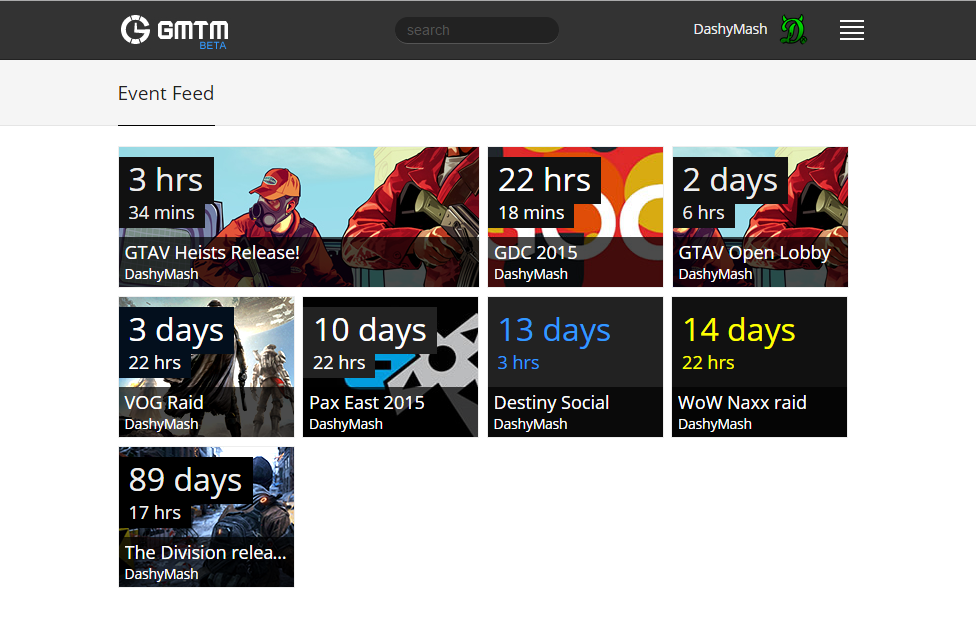 GMTM
BETA
search
DashyMash
Event Feed
3 hrs
34 mins
GTAV Heists Release!
DashyMash
22 hrs
18 mins
GDC 2015
DashyMash
2 days
6 hrs
GTAV Open Lobby
DashyMash
3 days
22 hrs
VOG Raid
DashyMash
10 days
22 hrs
Pax East 2015
DashyMash
13 days
3 hrs
Destiny Social
DashyMash
14 days
22 hrs
WoW Naxx raid
DashyMash
89 days
17 hrs
The Division relea...
DashyMash